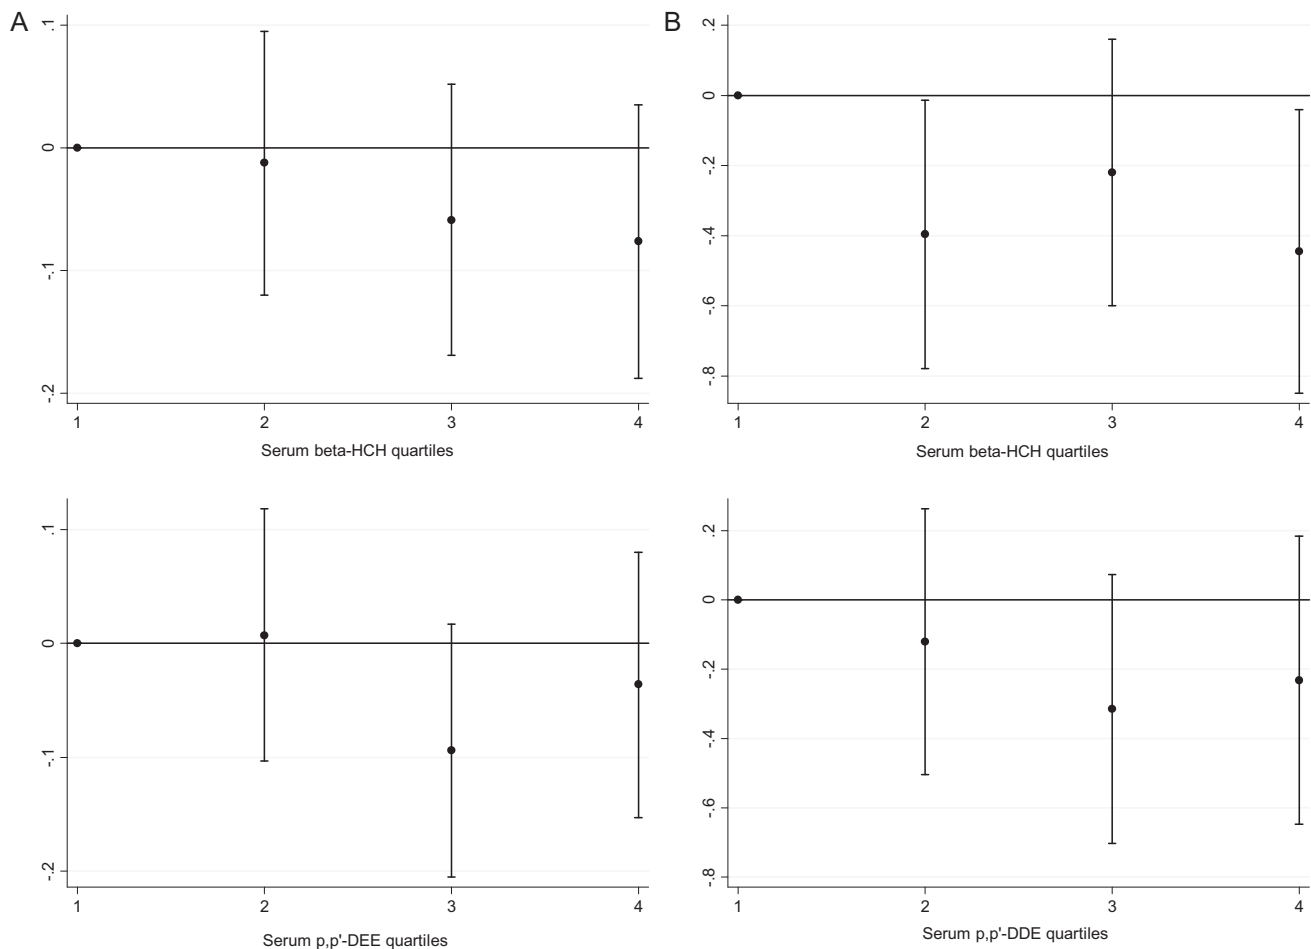 A
.1
0
-.1
-.2
1 2 3 4
Serum beta-HCH quartiles
B
.2
0
-.2
-.4
-.6
-.8
1 2 3 4
Serum beta-HCH quartiles
.1
0
-.1
-.2
1 2 3 4
Serum p,p'-DEE quartiles
.2
0
-.2
-.4
-.6
-.8
1 2 3 4
Serum p,p'-DDE quartiles